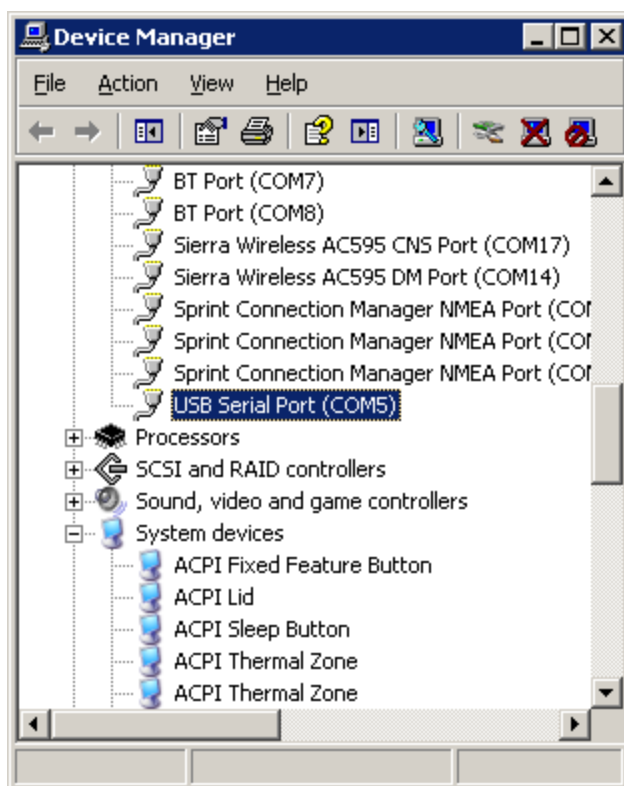 Device Manager
File Action View Help
BT Port (COM7)
BT Port (COM8)
Sierra Wireless AC595 CNS Port (COM17)
Sierra Wireless AC595 DM Port (COM14)
Sprint Connection Manager NMEA Port (COM
Sprint Connection Manager NMEA Port (COM
Sprint Connection Manager NMEA Port (COM
USB Serial Port (COM5)
Processors
SCSI and RAID controllers
Sound, video and game controllers
System devices
ACPI Fixed Feature Button
ACPI Lid
ACPI Sleep Button
ACPI Thermal Zone
ACPI Thermal Zone